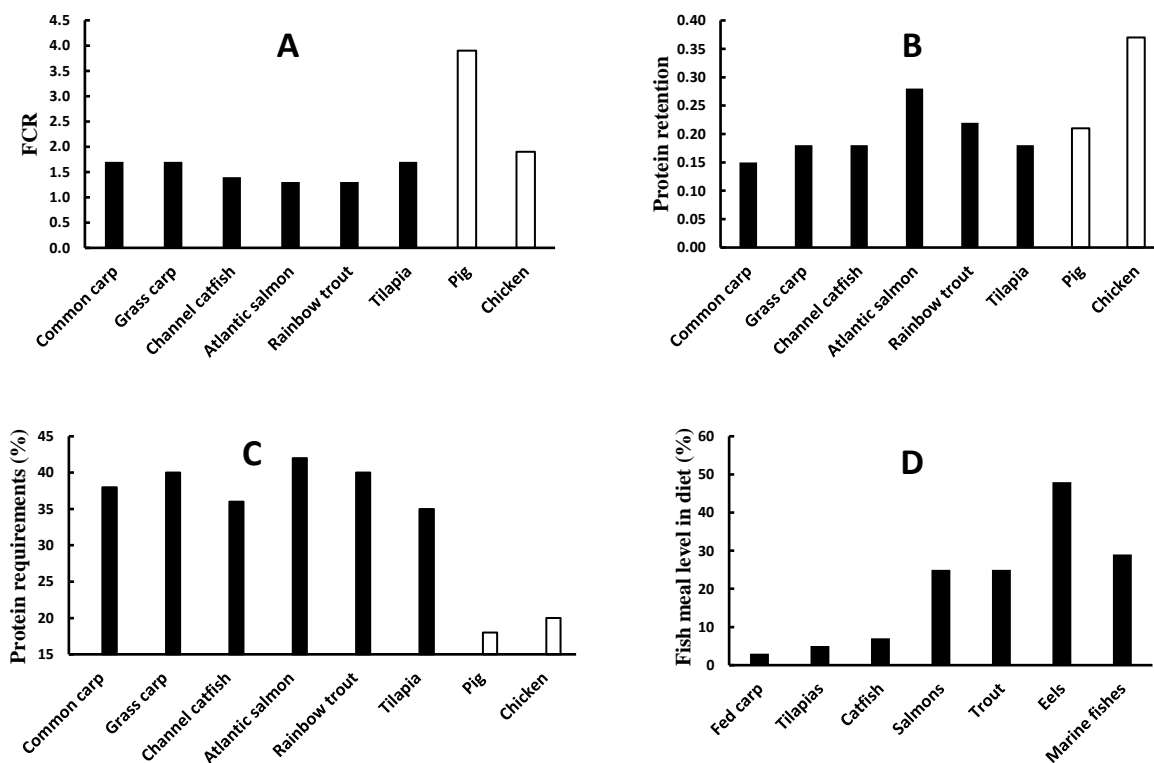 A
FCR
4.5
4.0
3.5
3.0
2.5
2.0
1.5
1.0
0.5
0.0
Common carp
Grass carp
Channel catfish
Atlantic salmon
Rainbow trout
Tilapia
Pig
Chicken
B
Protein retention
0.40
0.35
0.30
0.25
0.20
0.15
0.10
0.05
0.00
Common carp
Grass carp
Channel catfish
Atlantic salmon
Rainbow trout
Tilapia
Pig
Chicken
C
Protein requirements (%)
45
40
35
30
25
20
15
Common carp
Grass carp
Channel catfish
Atlantic salmon
Rainbow trout
Tilapia
Pig
Chicken
D
Fish meal level in diet (%)
60
50
40
30
20
10
0
Fed carp
Tilapias
Catfish
Salmons
Trout
Eels
Marine fishes